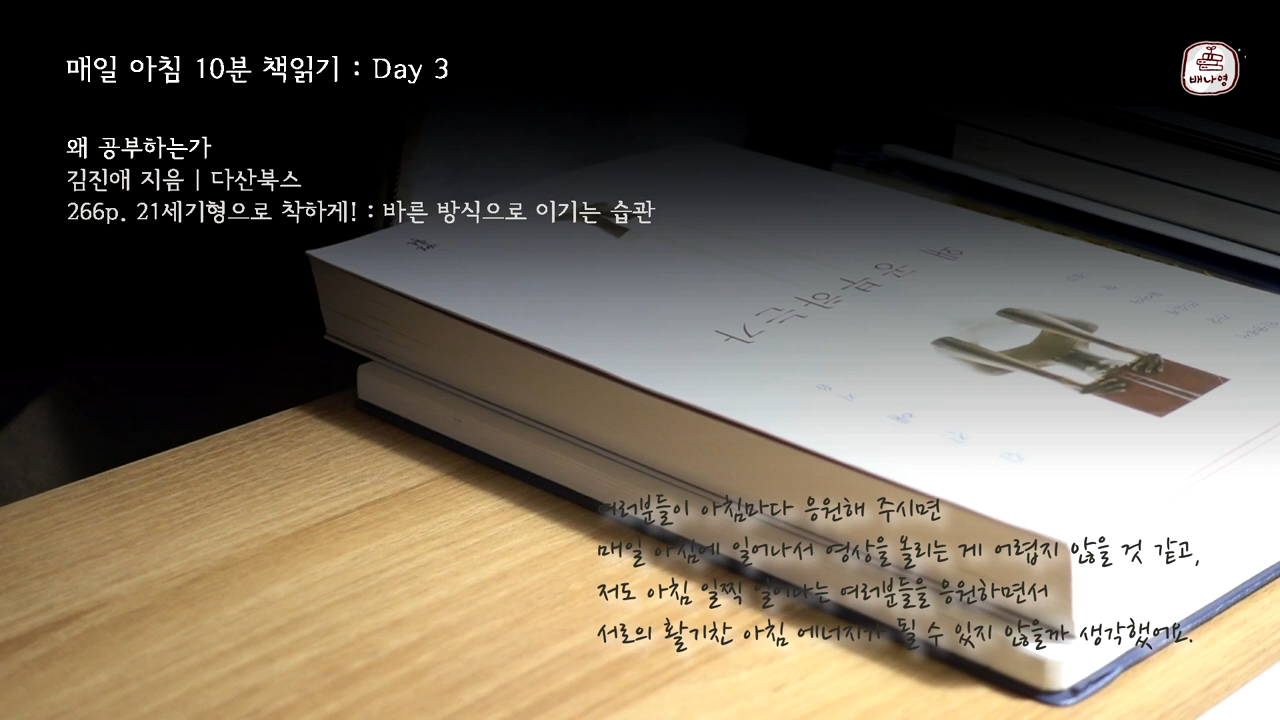 매일 아침 10분 책읽기 : Day 3
배나영
왜 공부하는가
김진애 지음 | 다산북스
266p. 21세기형으로 착하게! : 바른 방식으로 이기는 습관
왜 공부하는가
여러분들이 아침마다 응원해 주시면
매일 아침에 일어나서 영상을 올리는 게 어렵지 않을 것 같고,
저도 아침 일찍 일어나는 여러분들을 응원하면서
서로의 활기찬 아침 에너지가 될 수 있지 않을까 생각했어요.